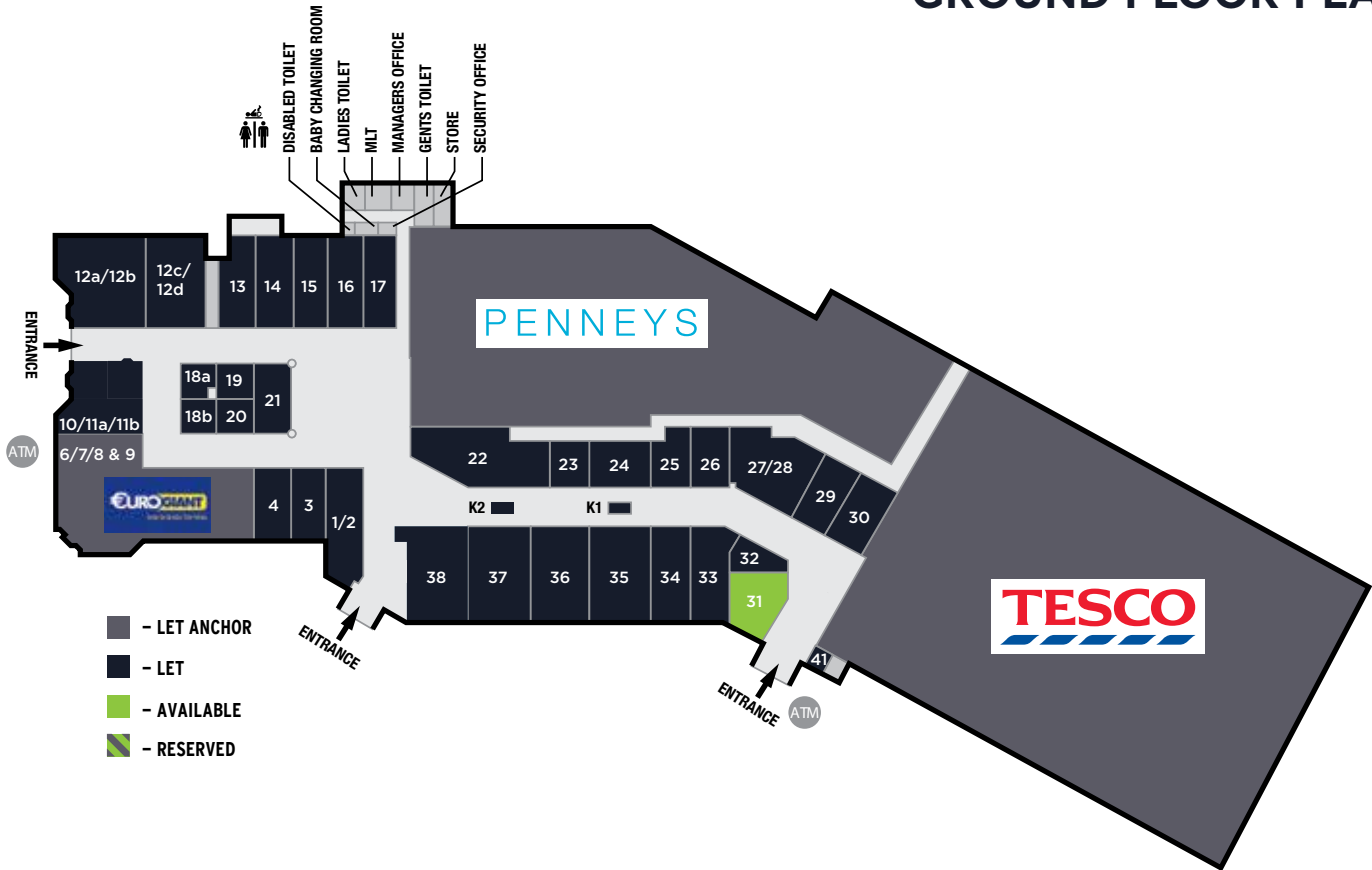 GROUND FLOOR PLA
DISABLED TOILET
BABY CHANGING ROOM
LADIES TOILET
MLT
MANAGERS OFFICE
GENTS TOILET
STORE
SECURITY OFFICE
12a/12b
12c/
12d
13
14
15
16
17
PENNEYS
ENTRANCE
18a
19
21
18b
20
10/11a/11b
ATM
6/7/8 & 9
EUROGIANT
4
3
1/2
22
23
24
25
26
27/28
29
30
K2
K1
38
37
36
35
34
33
32
31
TESCO
41
ENTRANCE
ENTRANCE
ATM
– LET ANCHOR
– LET
– AVAILABLE
– RESERVED